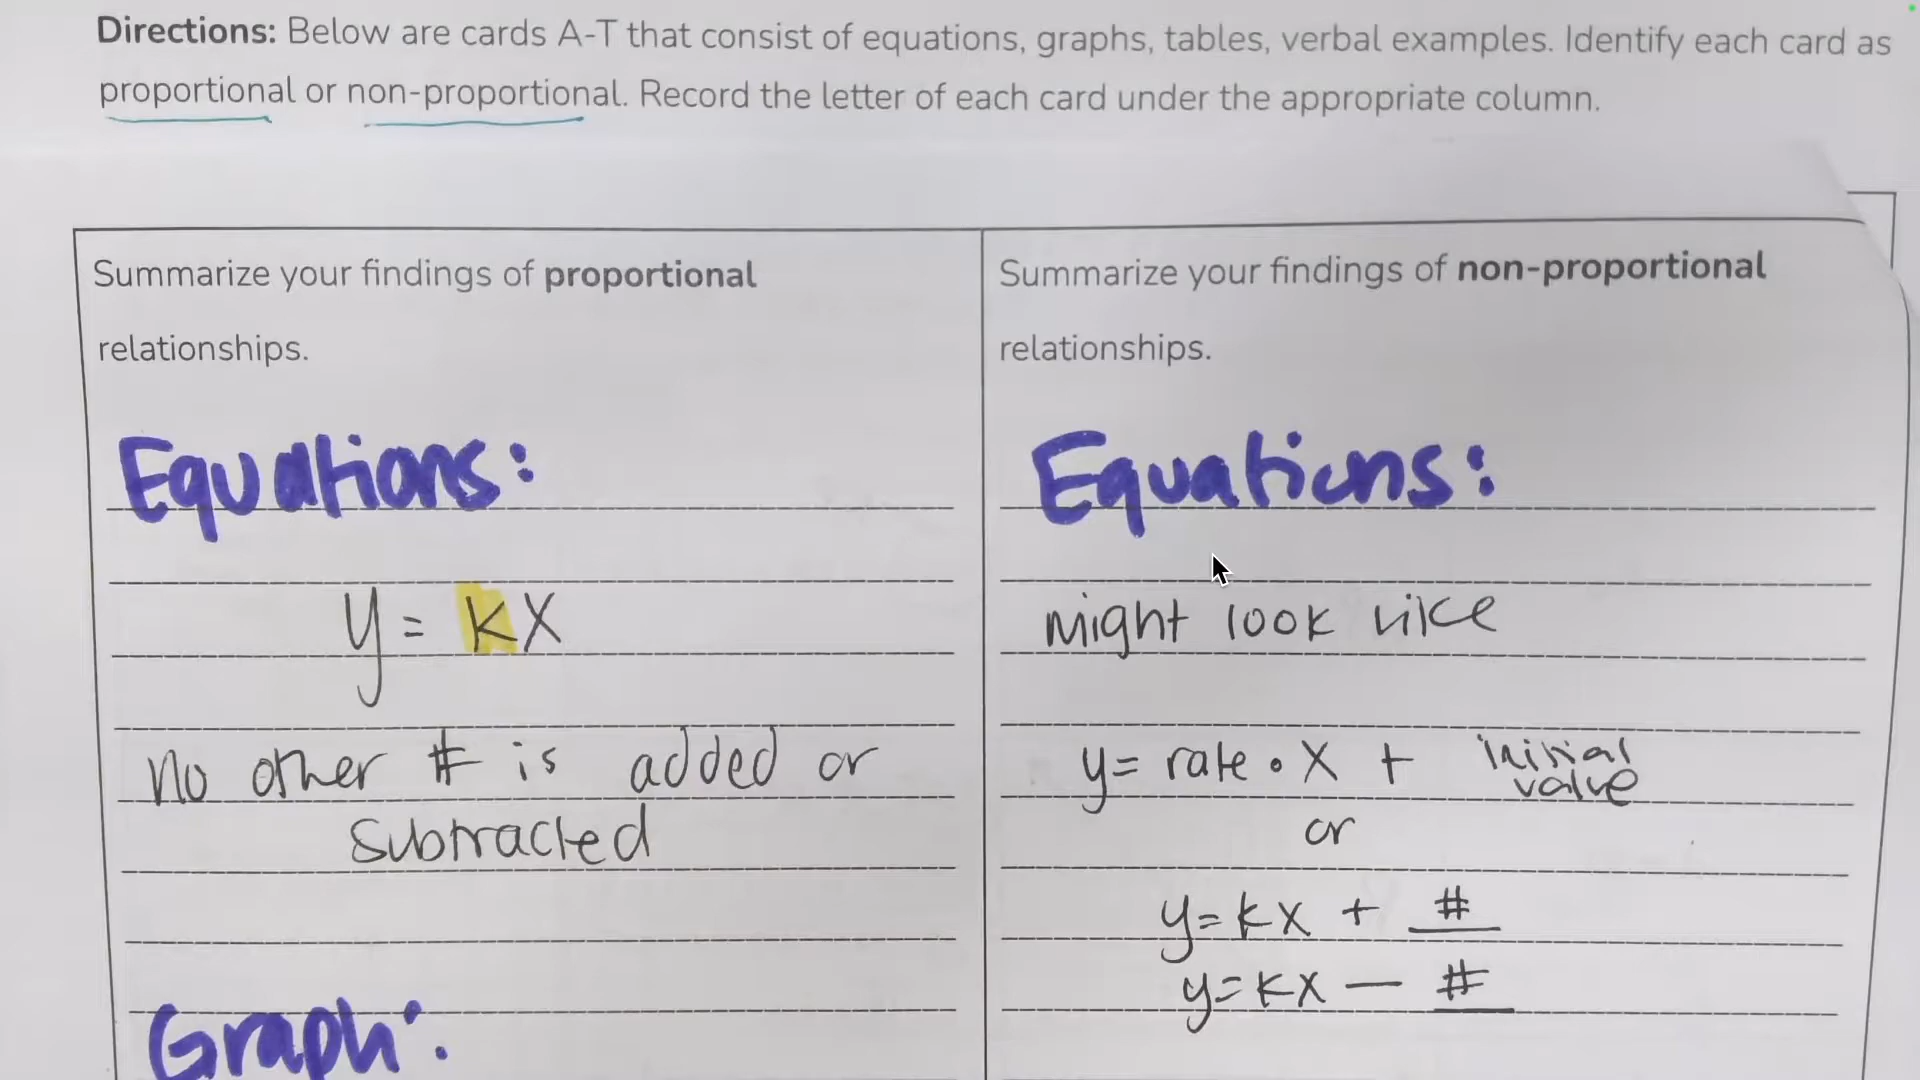 Directions: Below are cards A-T that consist of equations, graphs, tables, verbal examples. Identify each card as
proportional or non-proportional. Record the letter of each card under the appropriate column.
Summarize your findings of proportional
relationships.
Equations:
y = kx
no other # is added or
subtracted
Graph:
Summarize your findings of non-proportional
relationships.
Equations:
might look like
y = rate • x + initial
value
or
y = kx + #
y = kx — #